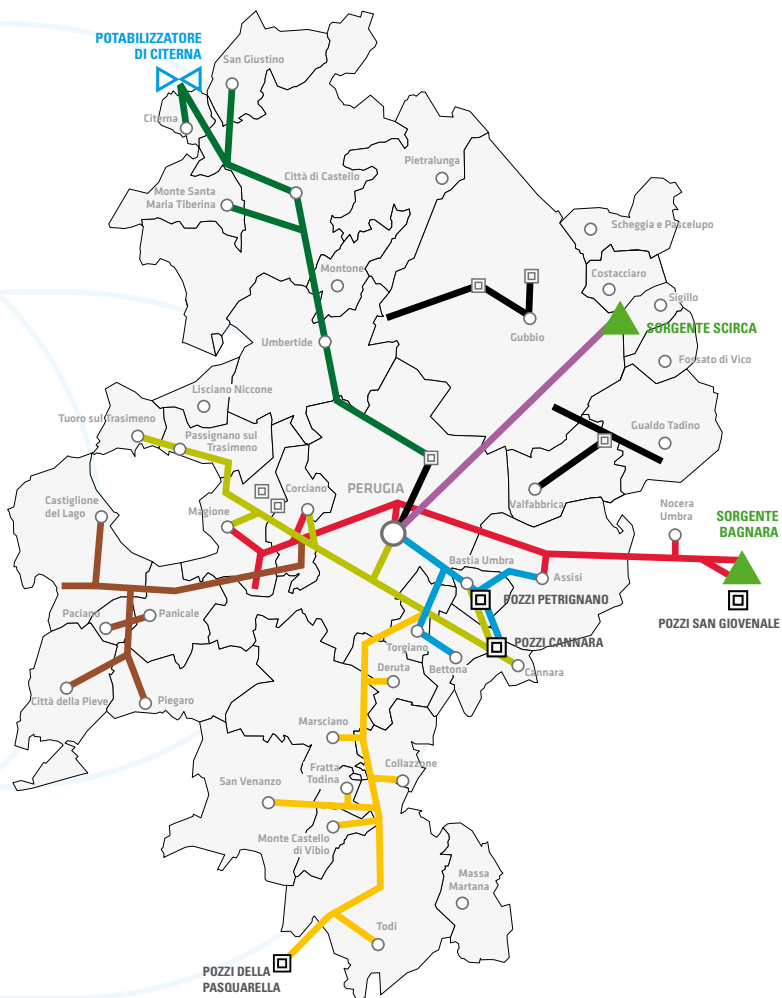 POTABILIZZATORE
DI CITERNA
San Giustino
Citerna
Pietralunga
Città di Castello
Monte Santa
Maria Tiberina
Scheggia e Pascelupo
Montone
Costacciaro
Sigillo
SORGENTE SCIRCA
Gubbio
Umbertide
Fossato di Vico
Lisciano Niccone
Tuoro sul Trasimeno
Passignano sul
Trasimeno
Gualdo Tadino
PERUGIA
Castiglione
del Lago
Corciano
Magione
Valfabbrica
Nocera
Umbra
SORGENTE
BAGNARA
Bastia Umbra
Assisi
POZZI PETRIGNANO
POZZI SAN GIOVENALE
Paciano
Panicale
POZZI CANNARA
Torgiano
Bettona
Cannara
Deruta
Città della Pieve
Piegaro
Marsciano
Fratta
Todina
Collazzone
San Venanzo
Monte Castello
di Vibio
Massa
Martana
Todi
POZZI DELLA
PASQUARELLA